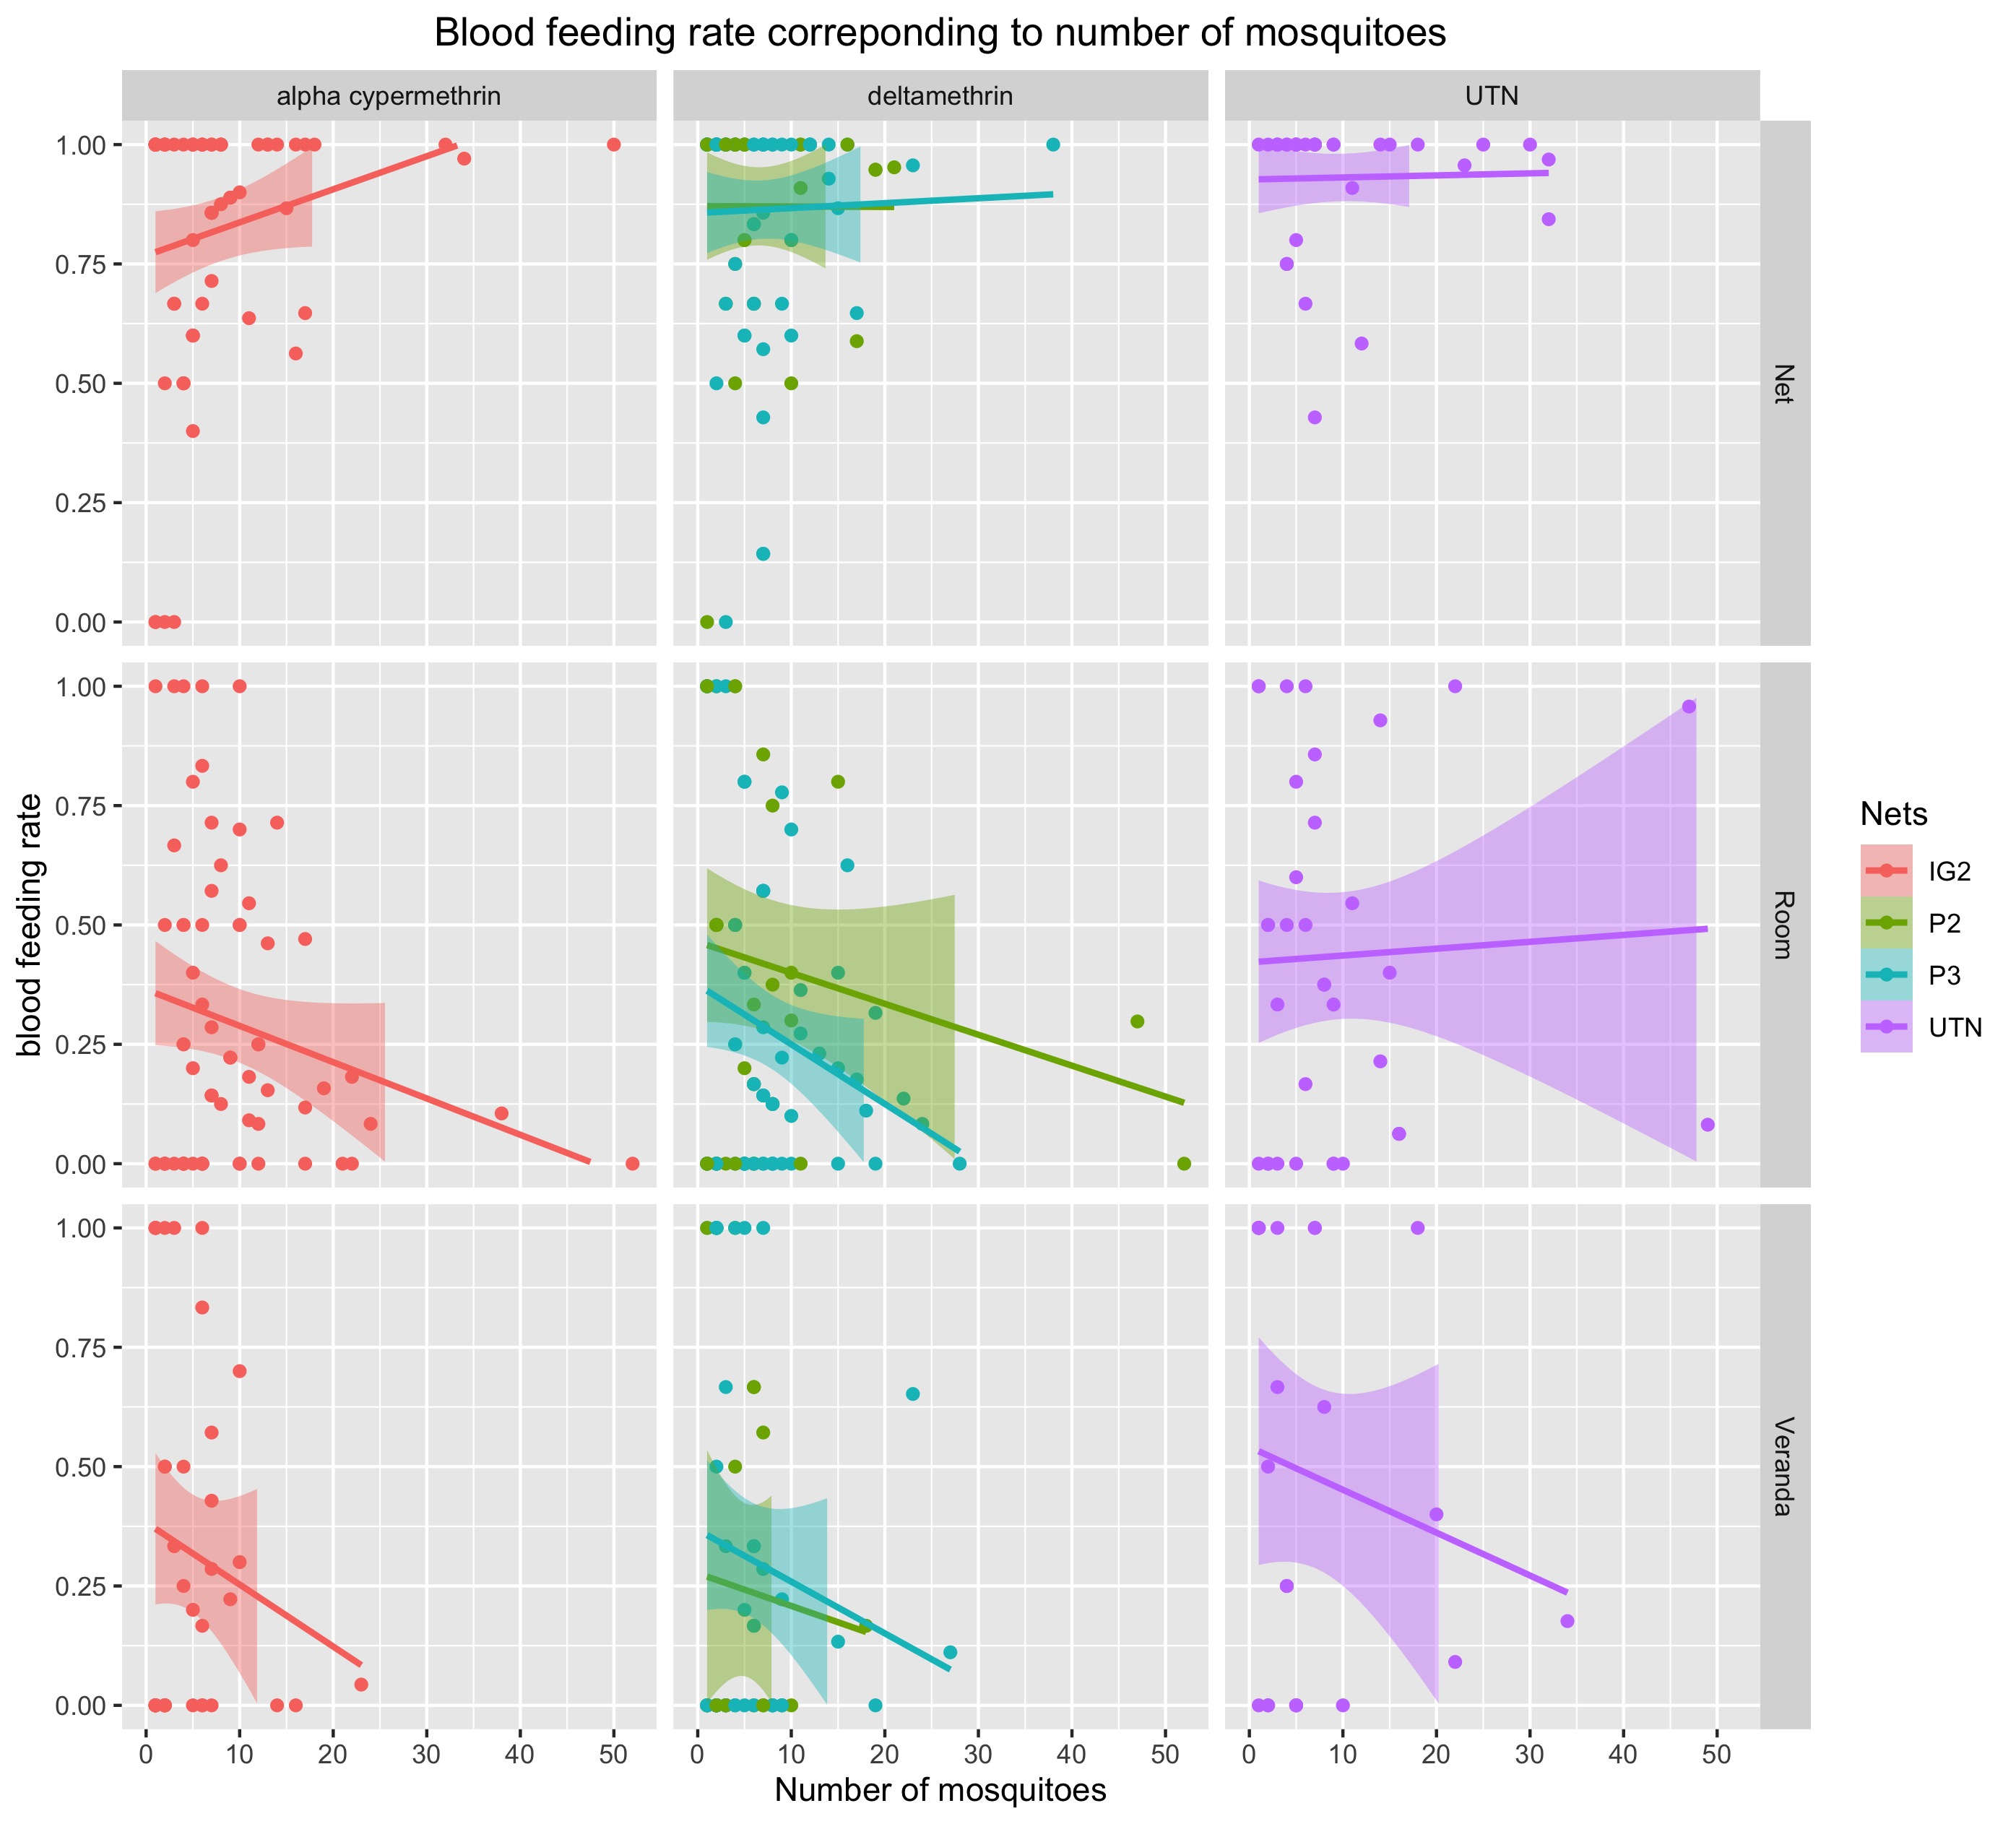 Blood feeding rate correponding to number of mosquitoes
alpha cypermethrin
deltamethrin
UTN
1.00
0.75
0.50
0.25
0.00
Net
1.00
0.75
0.50
0.25
0.00
Room
1.00
0.75
0.50
0.25
0.00
Veranda
blood feeding rate
0 10 20 30 40 50
0 10 20 30 40 50
0 10 20 30 40 50
Number of mosquitoes
Nets
IG2
P2
P3
UTN